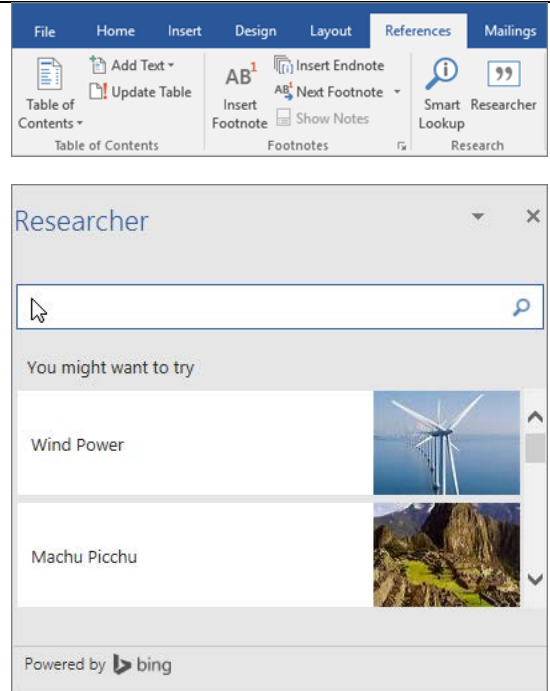 File Home Insert Design Layout References Mailings
Table of Contents
Add Text
Update Table
Table of Contents
AB1
Insert Footnote
Insert Endnote
AB1 Next Footnote
Show Notes
Footnotes
Smart Lookup
Researcher
Research
Researcher
You might want to try
Wind Power
Machu Picchu
Powered by bing